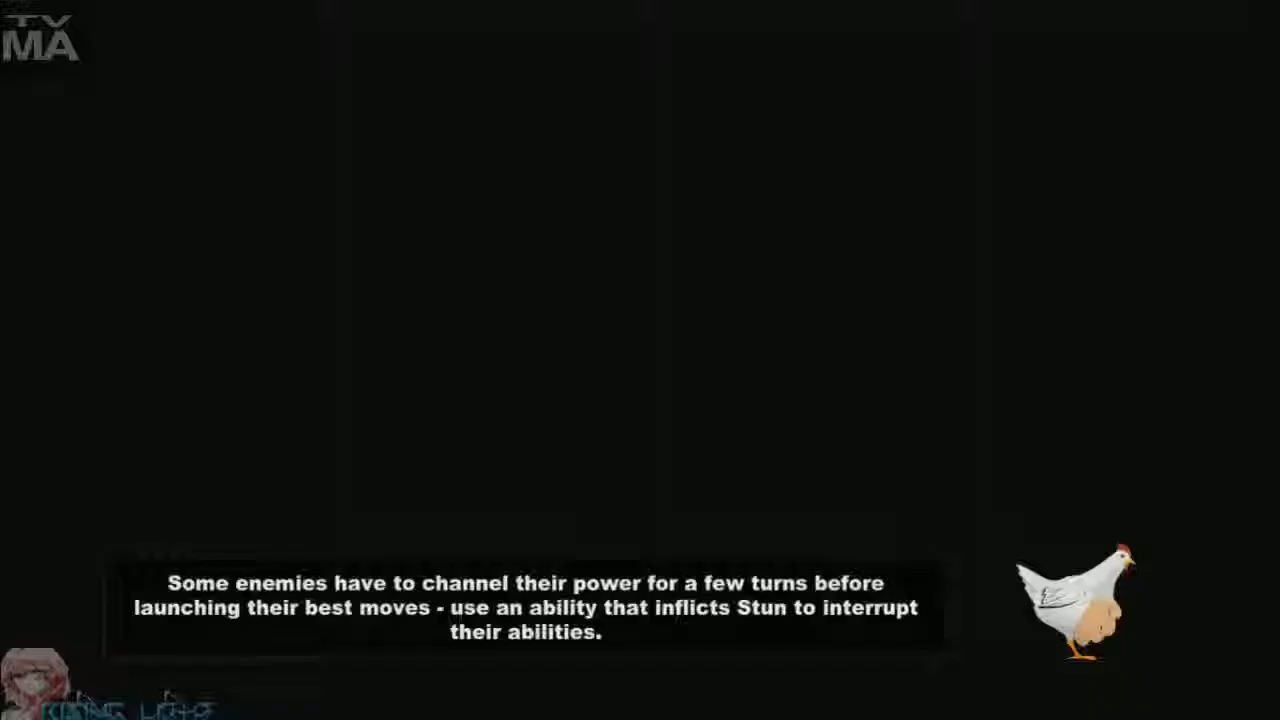 TV
MA
Some enemies have to channel their power for a few turns before
launching their best moves - use an ability that inflicts Stun to interrupt
their abilities.